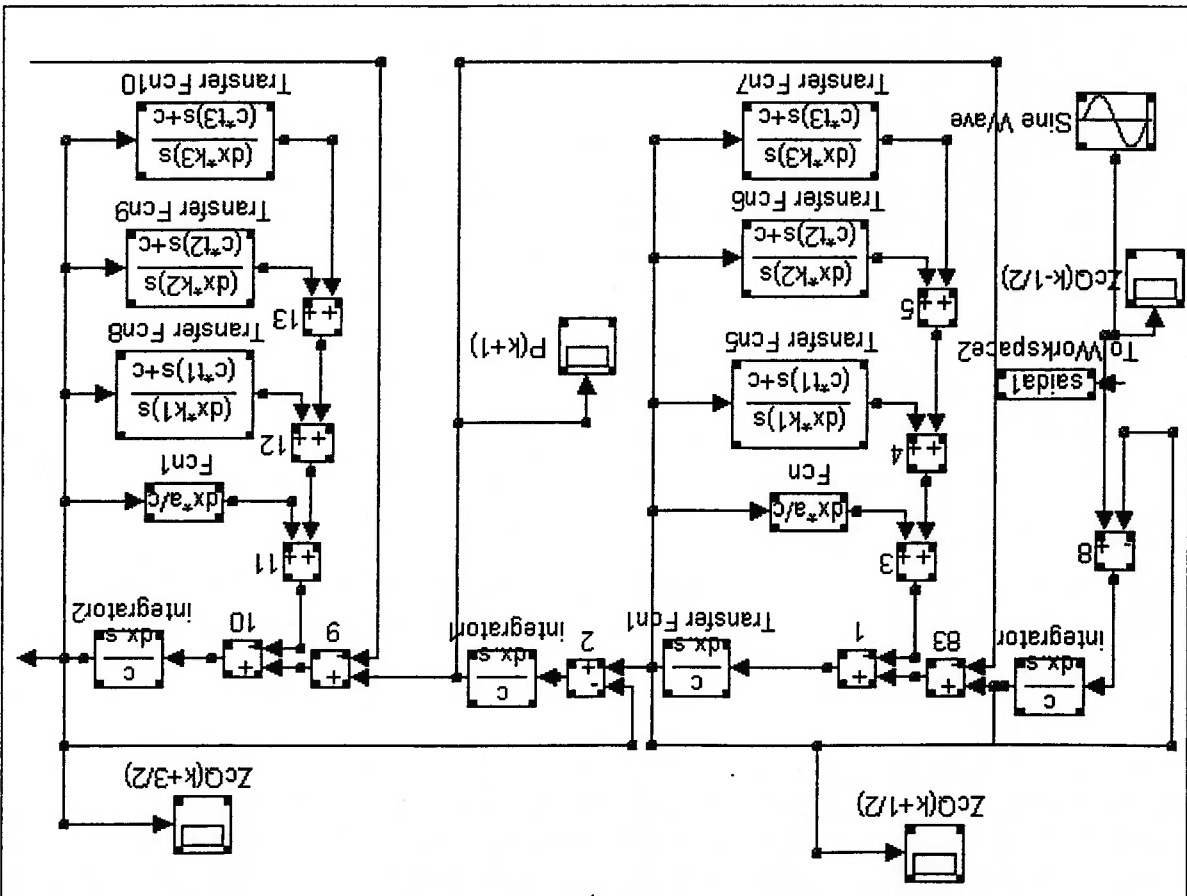 ZcQ(k+1/2)
ZcQ(k+3/2)
c
dx.s
integrator
+
-
83
+
-
1
c
dx.s
Transfer Fcn1
-
+
2
c
dx.s
integrator1
+
-
9
+
-
10
c
dx.s
integrator2
-
+
8
saida1
To Workspace2
ZcQ(k-1/2)
Sine Wave
++
3
dx*a/c
Fcn
++
4
(dx*k1)s
(c*t1)s+c
Transfer Fcn5
++
5
(dx*k2)s
(c*t2)s+c
Transfer Fcn6
(dx*k3)s
(c*t3)s+c
Transfer Fcn7
P(k+1)
++
11
dx*a/c
Fcn1
++
12
(dx*k1)s
(c*t1)s+c
Transfer Fcn8
++
13
(dx*k2)s
(c*t2)s+c
Transfer Fcn9
(dx*k3)s
(c*t3)s+c
Transfer Fcn10